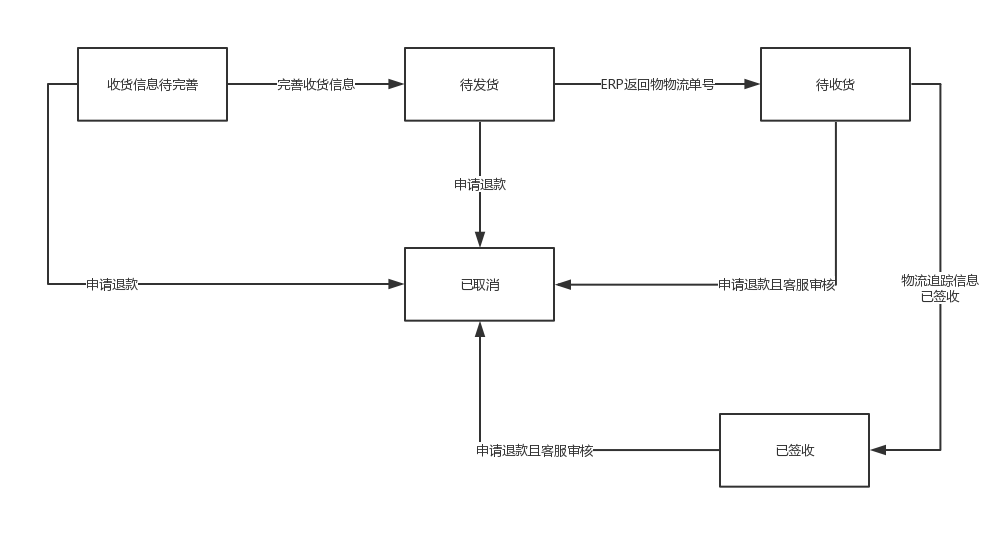 收货信息待完善
完善收货信息
待发货
ERP返回物物流单号
待收货
申请退款
申请退款
已取消
申请退款且客服审核
物流追踪信息
已签收
申请退款且客服审核
已签收